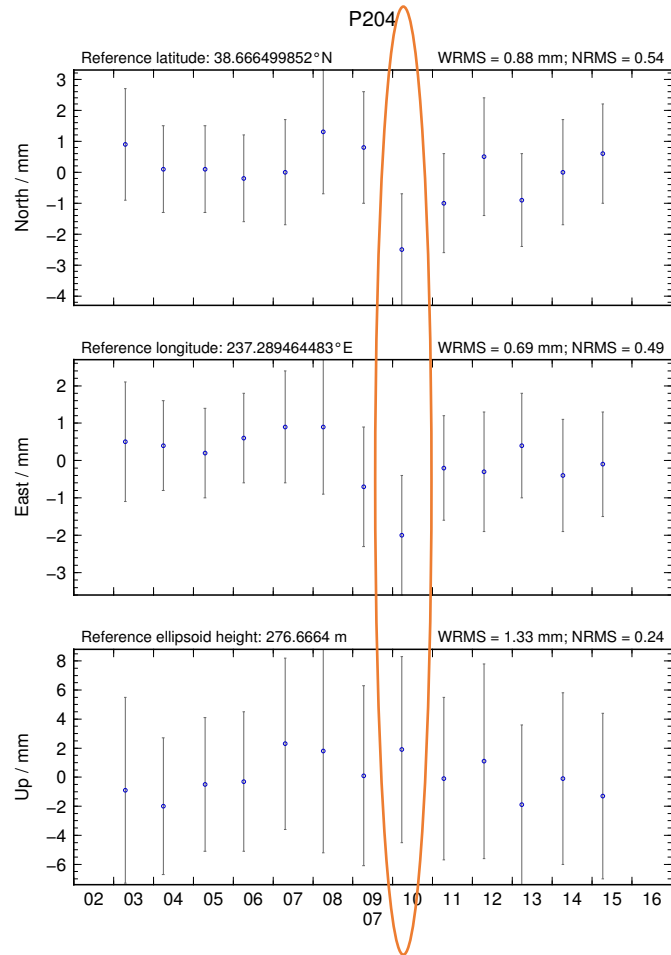 P204
Reference latitude: 38.666499852°N WRMS = 0.88 mm; NRMS = 0.54
North / mm
3
2
1
0
−1
−2
−3
−4
Reference longitude: 237.289464483°E WRMS = 0.69 mm; NRMS = 0.49
East / mm
2
1
0
−1
−2
−3
Reference ellipsoid height: 276.6664 m WRMS = 1.33 mm; NRMS = 0.24
Up / mm
8
6
4
2
0
−2
−4
−6
02 03 04 05 06 07 08 09 10 11 12 13 14 15 16
07